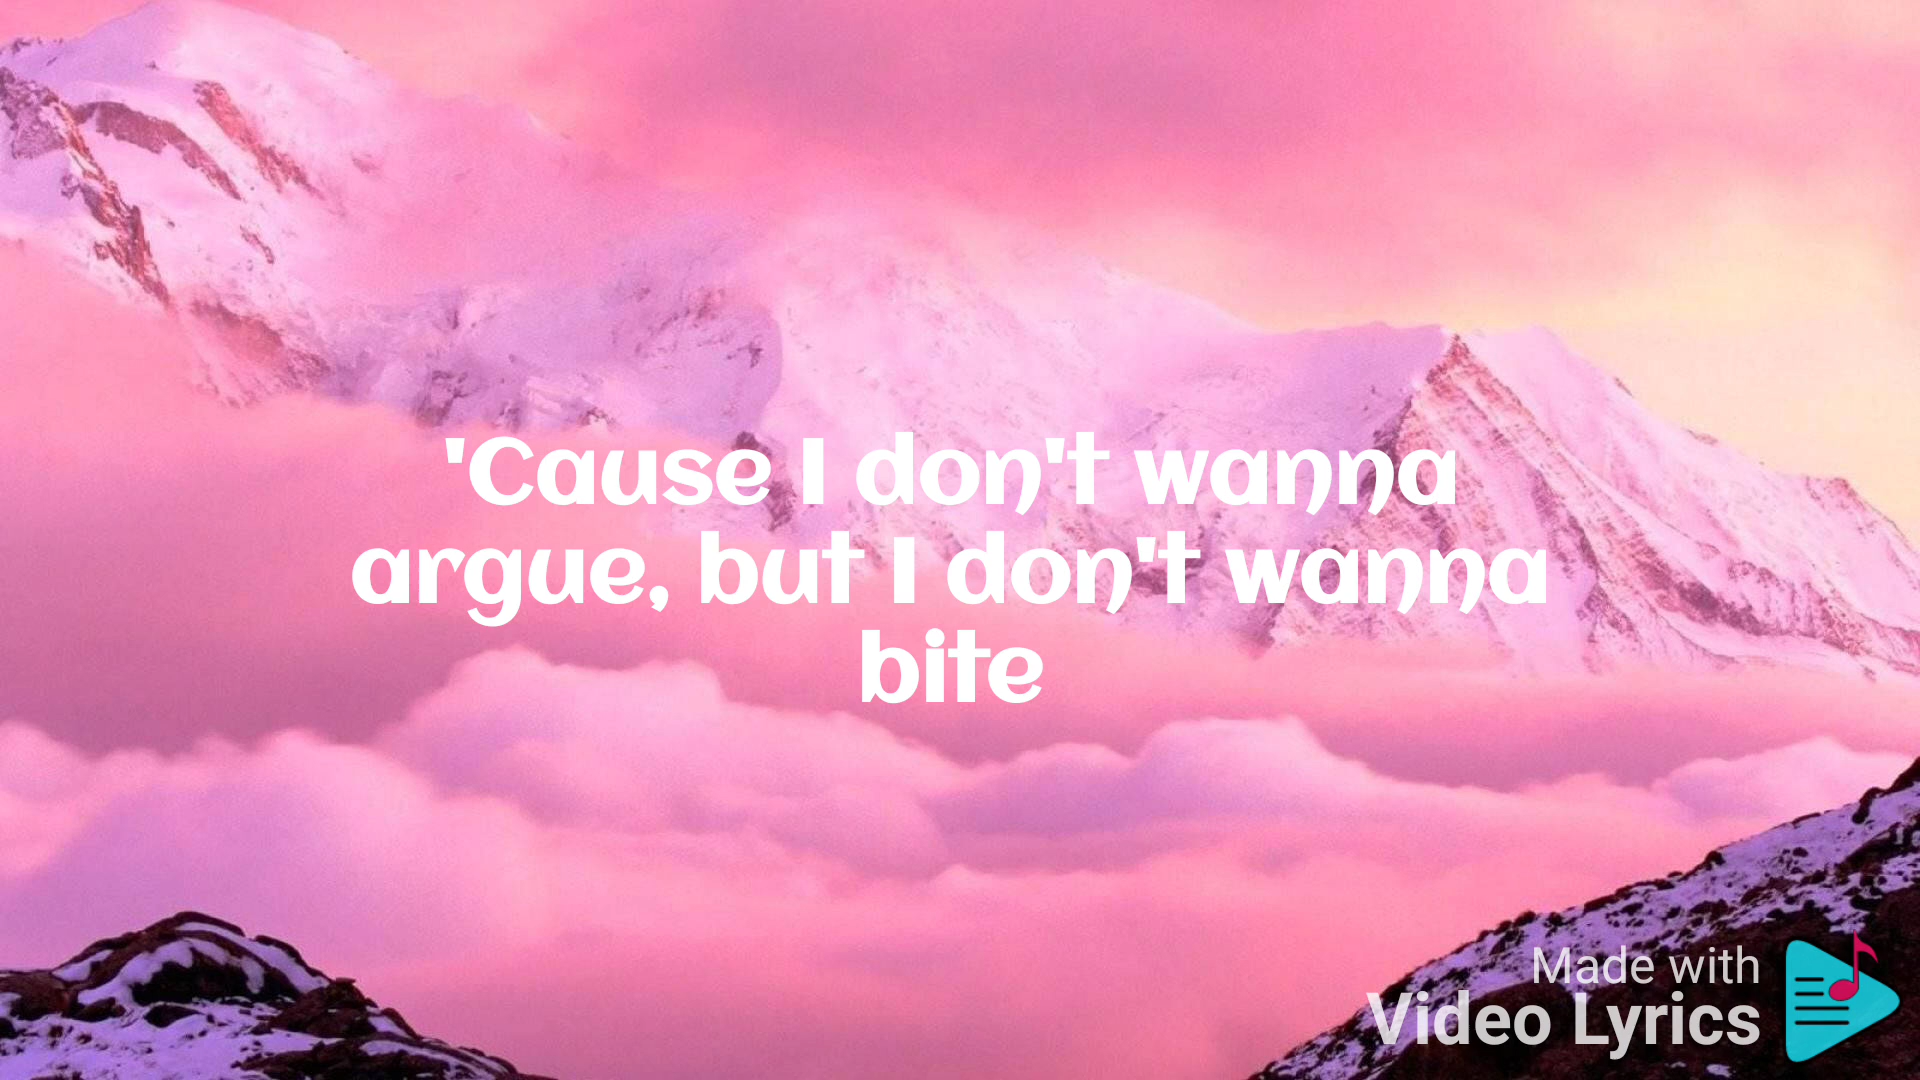 'Cause I don't wanna
argue, but I don't wanna
bite
Made with
Video Lyrics